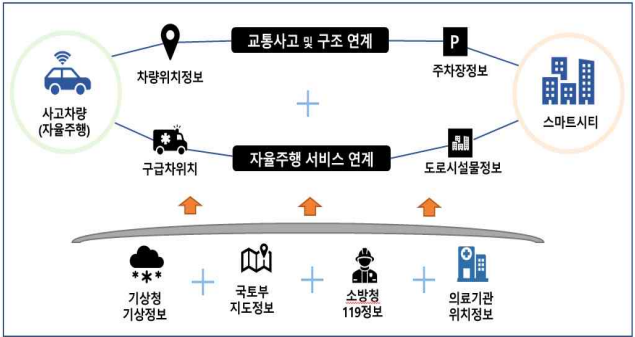 교통사고 및 구조 연계
P
차량위치정보
주차장정보
사고차량
(자율주행)
스마트시티
구급차위치
자율주행 서비스 연계
도로시설물정보
기상청
기상정보
국토부
지도정보
소방청
119정보
의료기관
위치정보